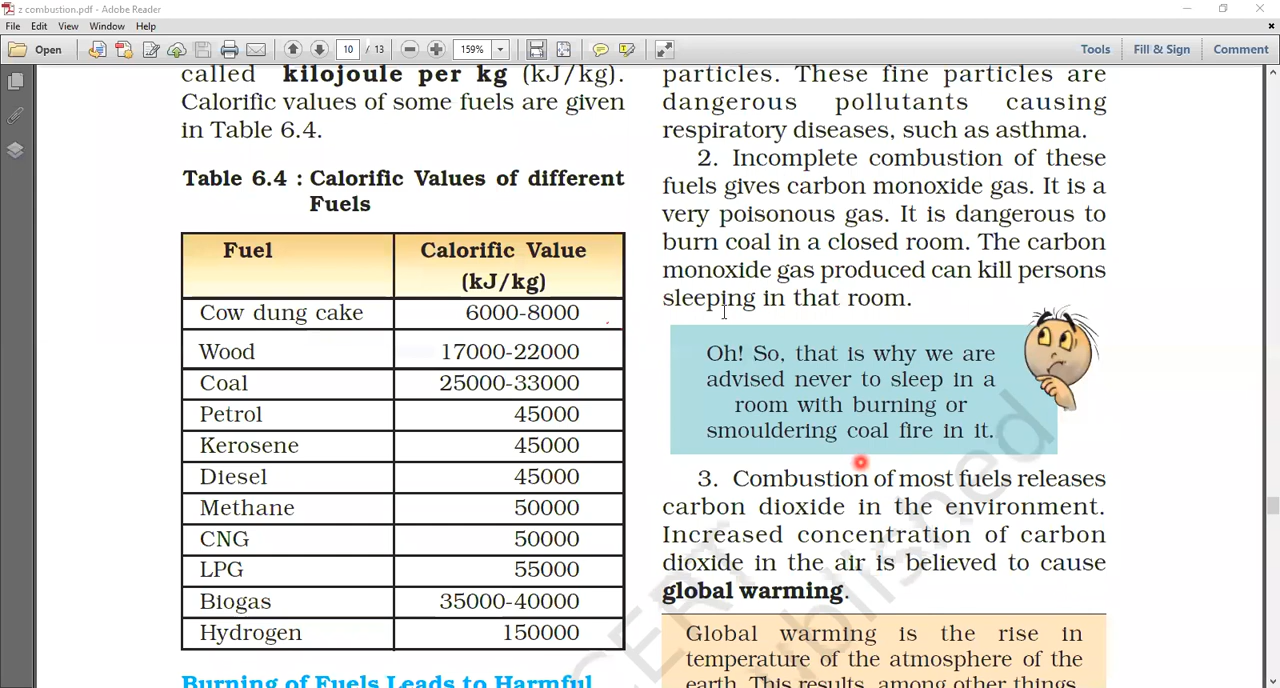 z combustion.pdf - Adobe Reader
File Edit View Window Help
Open 10 / 13 159% Tools Fill & Sign Comment
called kilojoule per kg (kJ/kg).
Calorific values of some fuels are given
in Table 6.4.
Table 6.4 : Calorific Values of different
Fuels
Fuel Calorific Value
(kJ/kg)
Cow dung cake 6000-8000
Wood 17000-22000
Coal 25000-33000
Petrol 45000
Kerosene 45000
Diesel 45000
Methane 50000
CNG 50000
LPG 55000
Biogas 35000-40000
Hydrogen 150000
Burning of Fuels Leads to Harmful
particles. These fine particles are
dangerous pollutants causing
respiratory diseases, such as asthma.
2. Incomplete combustion of these
fuels gives carbon monoxide gas. It is a
very poisonous gas. It is dangerous to
burn coal in a closed room. The carbon
monoxide gas produced can kill persons
sleeping in that room.
Oh! So, that is why we are
advised never to sleep in a
room with burning or
smouldering coal fire in it.
3. Combustion of most fuels releases
carbon dioxide in the environment.
Increased concentration of carbon
dioxide in the air is believed to cause
global warming.
Global warming is the rise in
temperature of the atmosphere of the
earth. This results, among other things,